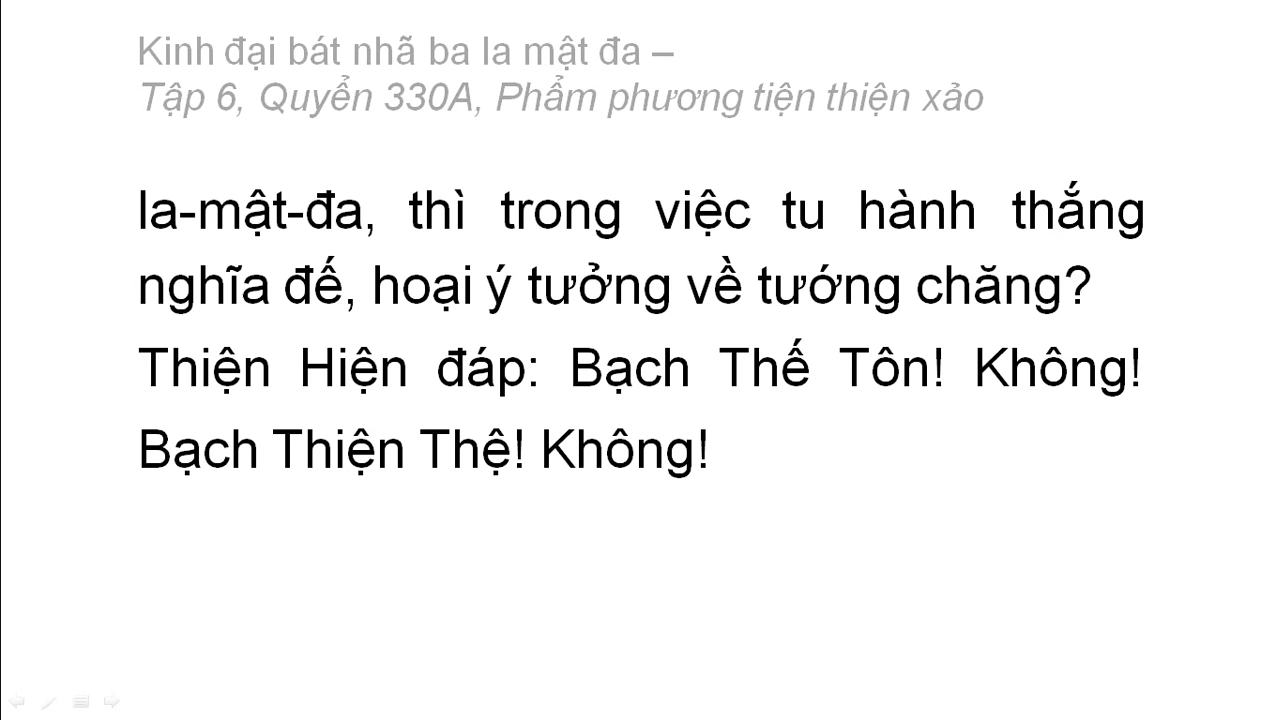 Kinh đại bát nhã ba la mật đa –
Tập 6, Quyển 330A, Phẩm phương tiện thiện xảo
la-mật-đa, thì trong việc tu hành thắng
nghĩa đế, hoại ý tưởng về tướng chăng?
Thiện Hiện đáp: Bạch Thế Tôn! Không!
Bạch Thiện Thệ! Không!